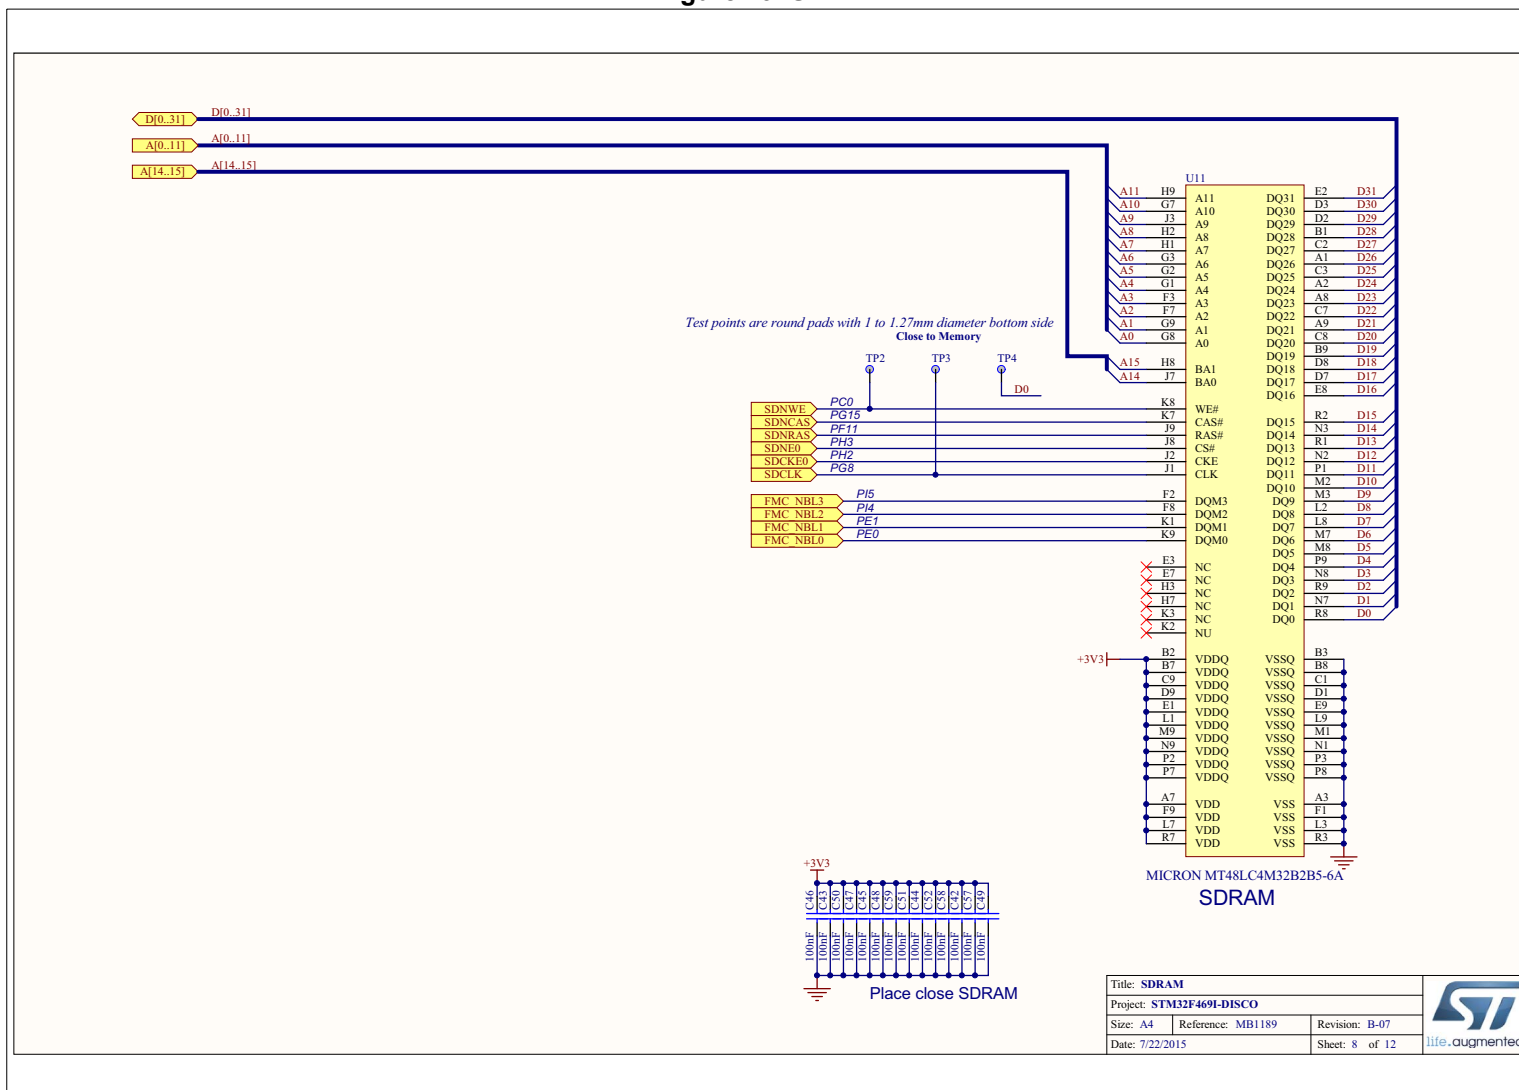 D[0..31] D[0..31]
A[0..11] A[0..11]
A[14..15] A[14..15]
U11
A11 H9 A11 DQ31 E2 D31
A10 G7 A10 DQ30 D3 D30
A9 J3 A9 DQ29 D2 D29
A8 H2 A8 DQ28 B1 D28
A7 H1 A7 DQ27 C2 D27
A6 G3 A6 DQ26 A1 D26
A5 G2 A5 DQ25 C3 D25
A4 G1 A4 DQ24 A2 D24
A3 F3 A3 DQ23 A8 D23
A2 F7 A2 DQ22 C7 D22
A1 G9 A1 DQ21 A9 D21
A0 G8 A0 DQ20 C8 D20
DQ19 B9 D19
A15 H8 BA1 DQ18 D8 D18
A14 J7 BA0 DQ17 D7 D17
DQ16 E8 D16
Test points are round pads with 1 to 1.27mm diameter bottom side
Close to Memory
TP2 TP3 TP4
D0
SDNWE PC0 K8 WE#
SDNCAS PG15 K7 CAS# DQ15 R2 D15
SDNRAS PF11 J9 RAS# DQ14 N3 D14
SDNE0 PH3 J8 CS# DQ13 R1 D13
SDCKE0 PH2 J2 CKE DQ12 N2 D12
SDCLK PG8 J1 CLK DQ11 P1 D11
DQ10 M2 D10
FMC_NBL3 PI5 F2 DQM3 DQ9 M3 D9
FMC_NBL2 PI4 F8 DQM2 DQ8 L2 D8
FMC_NBL1 PE1 K1 DQM1 DQ7 L8 D7
FMC_NBL0 PE0 K9 DQM0 DQ6 M7 D6
DQ5 M8 D5
E3 NC DQ4 P9 D4
E7 NC DQ3 N8 D3
H3 NC DQ2 R9 D2
H7 NC DQ1 N7 D1
K3 NC DQ0 R8 D0
K2 NU
+3V3 B2 VDDQ VSSQ B3
B7 VDDQ VSSQ B8
C9 VDDQ VSSQ C1
D9 VDDQ VSSQ D1
E1 VDDQ VSSQ E9
L1 VDDQ VSSQ L9
M9 VDDQ VSSQ M1
N9 VDDQ VSSQ N1
P2 VDDQ VSSQ P3
P7 VDDQ VSSQ P8
A7 VDD VSS A3
F9 VDD VSS F1
L7 VDD VSS L3
R7 VDD VSS R3
MICRON MT48LC4M32B2B5-6A
SDRAM
+3V3
C46 C43 C50 C47 C45 C48 C59 C51 C44 C52 C58 C42 C57 C49
100nF 100nF 100nF 100nF 100nF 100nF 100nF 100nF 100nF 100nF 100nF 100nF 100nF 100nF
Place close SDRAM
Title: SDRAM
Project: STM32F469I-DISCO
Size: A4 Reference: MB1189 Revision: B-07
Date: 7/22/2015 Sheet: 8 of 12
ST
life.augmented